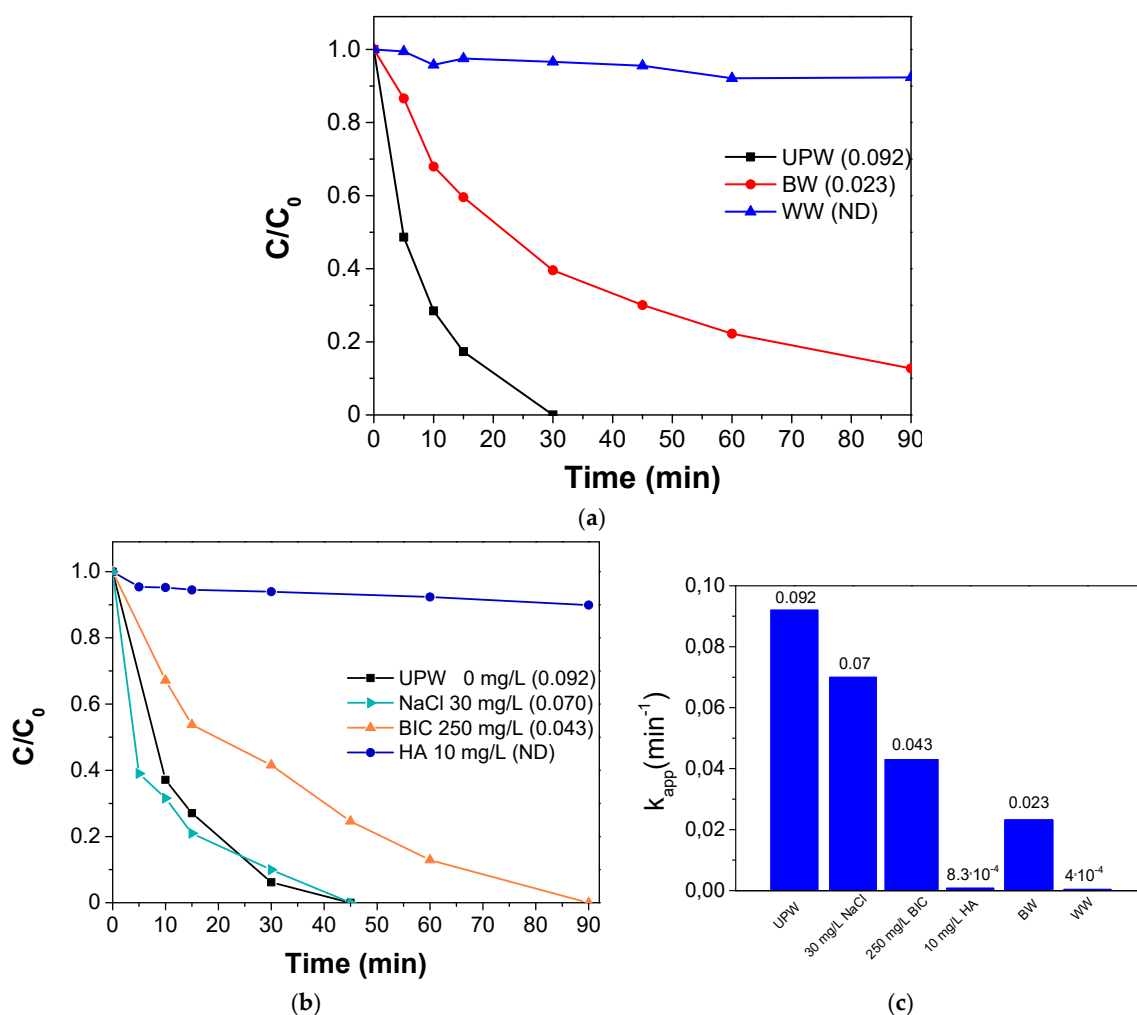 1.0
0.8
0.6
0.4
0.2
0
C/C0
UPW (0.092)
BW (0.023)
WW (ND)
0 10 20 30 40 50 60 70 80 90
Time (min)
(a)
1.0
0.8
0.6
0.4
0.2
0
C/C0
UPW 0 mg/L (0.092)
NaCl 30 mg/L (0.070)
BIC 250 mg/L (0.043)
HA 10 mg/L (ND)
0 10 20 30 40 50 60 70 80 90
Time (min)
(b)
0,10
0,08
0,06
0,04
0,02
0,00
kapp(min-1)
0.092
0.07
0.043
8.3·10-4
0.023
4·10-4
UPW
30 mg/L NaCl
250 mg/L BIC
10 mg/L HA
BW
WW
(c)